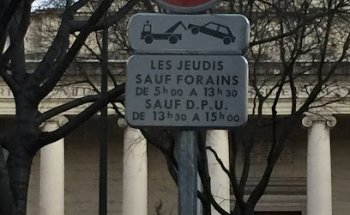 LES JEUDIS
SAUF FORAINS
DE 5H00 A 13H30
SAUF D.P.U.
DE 13H30 A 15H00